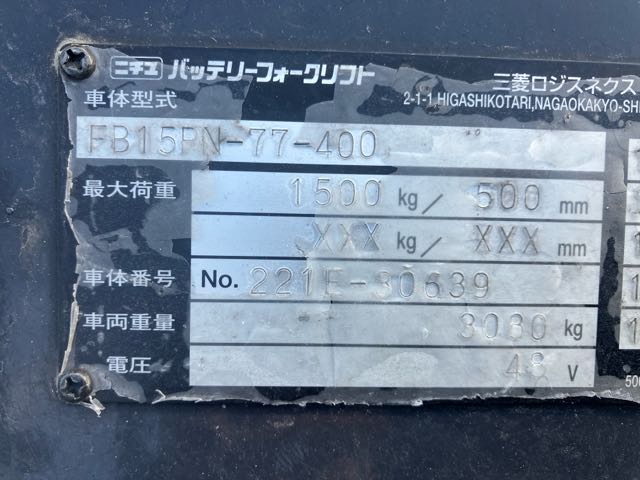 ニチユ バッテリーフォークリフト
三菱ロジスネクス
2-1-1,HIGASHIKOTARI,NAGAOKAKYO-SH
車体型式
FB15PN-77-400
最大荷重 1500 kg/ 500 mm
XXX kg/ XXX mm
車体番号 No. 221E-30639
車両重量 3030 kg
電圧 48 V